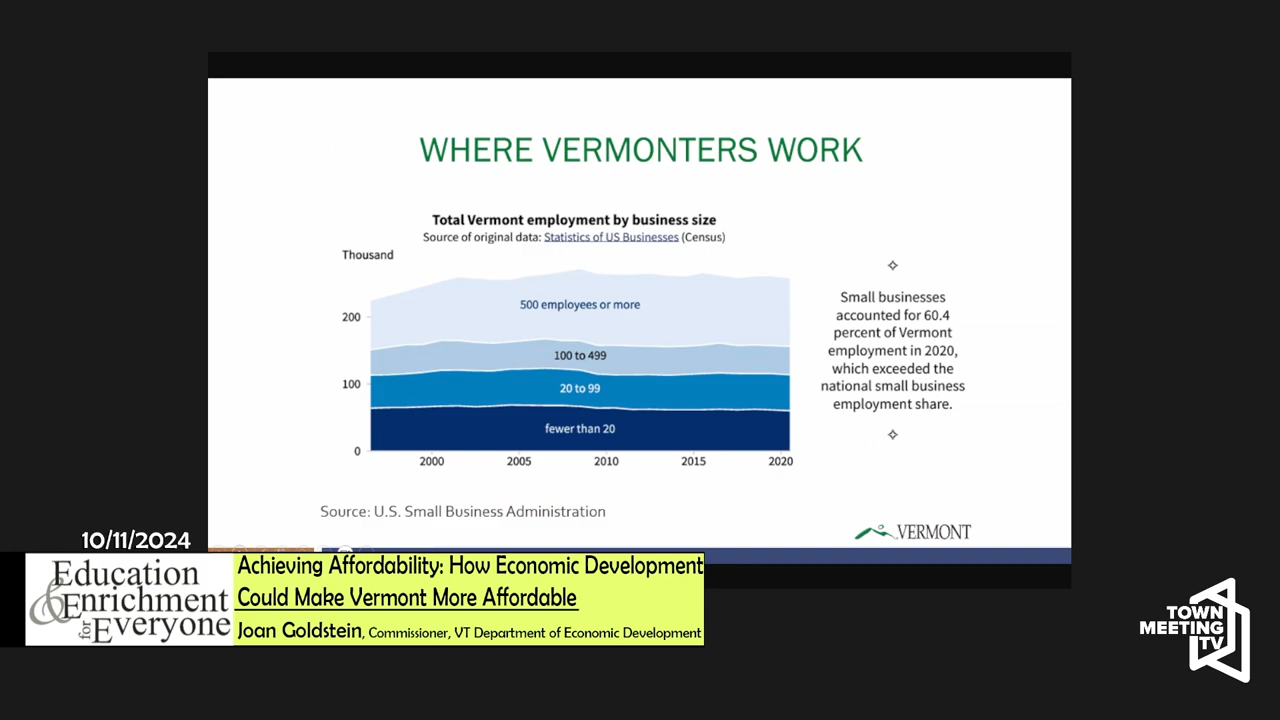 WHERE VERMONTERS WORK
Total Vermont employment by business size
Source of original data: Statistics of US Businesses (Census)
Thousand
200
100
0
500 employees or more
100 to 499
20 to 99
fewer than 20
2000 2005 2010 2015 2020
Small businesses
accounted for 60.4
percent of Vermont
employment in 2020,
which exceeded the
national small business
employment share.
Source: U.S. Small Business Administration
VERMONT
10/11/2024
Education
& Enrichment
for Everyone
Achieving Affordability: How Economic Development
Could Make Vermont More Affordable
Joan Goldstein, Commissioner, VT Department of Economic Development
TOWN
MEETING
TV